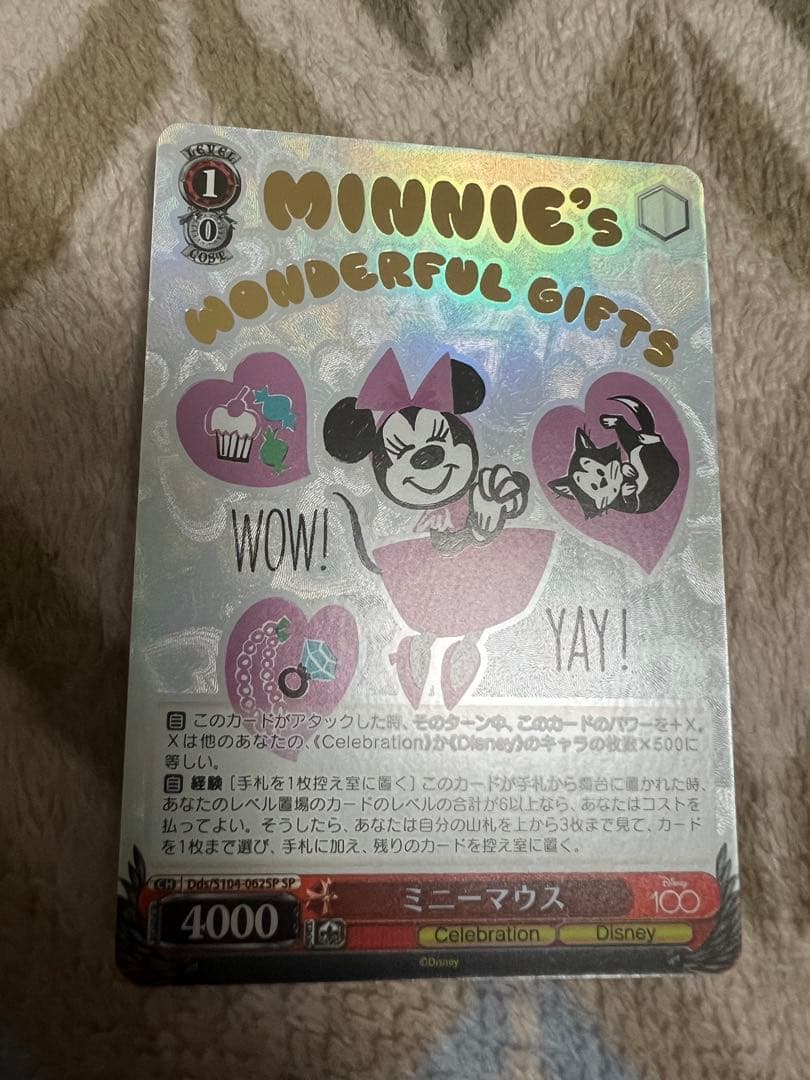 LEVEL
1
0
COST
MINNIE's
WONDERFUL GIFTS
WOW!
YAY!
自 このカードがアタックした時、そのターン中、このカードのパワーを＋X。
Xは他のあなたの、《Celebration》か《Disney》のキャラの枚数×500に
等しい。
自 経験 [手札を1枚控え室に置く] このカードが手札から舞台に置かれた時、
あなたのレベル置場のカードのレベルの合計が6以上なら、あなたはコストを
払ってよい。そうしたら、あなたは自分の山札を上から3枚まで見て、カード
を1枚まで選び、手札に加え、残りのカードを控え室に置く。
CH Dds/S104-062SP SP
4000
ミニーマウス
Disney
100
Celebration
Disney
©Disney